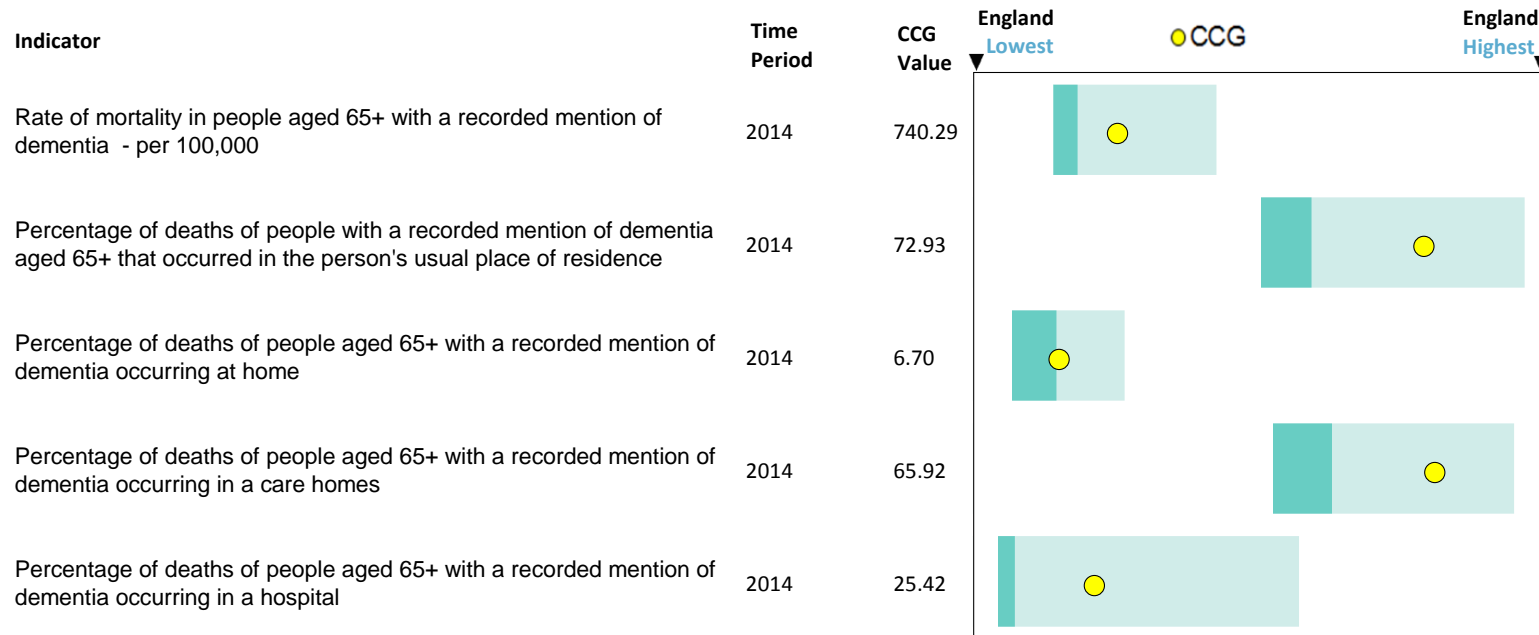 Indicator
Time
Period
CCG
Value
England
Lowest
CCG
England
Highest
Rate of mortality in people aged 65+ with a recorded mention of
dementia - per 100,000
2014
740.29
Percentage of deaths of people with a recorded mention of dementia
aged 65+ that occurred in the person's usual place of residence
2014
72.93
Percentage of deaths of people aged 65+ with a recorded mention of
dementia occurring at home
2014
6.70
Percentage of deaths of people aged 65+ with a recorded mention of
dementia occurring in a care homes
2014
65.92
Percentage of deaths of people aged 65+ with a recorded mention of
dementia occurring in a hospital
2014
25.42